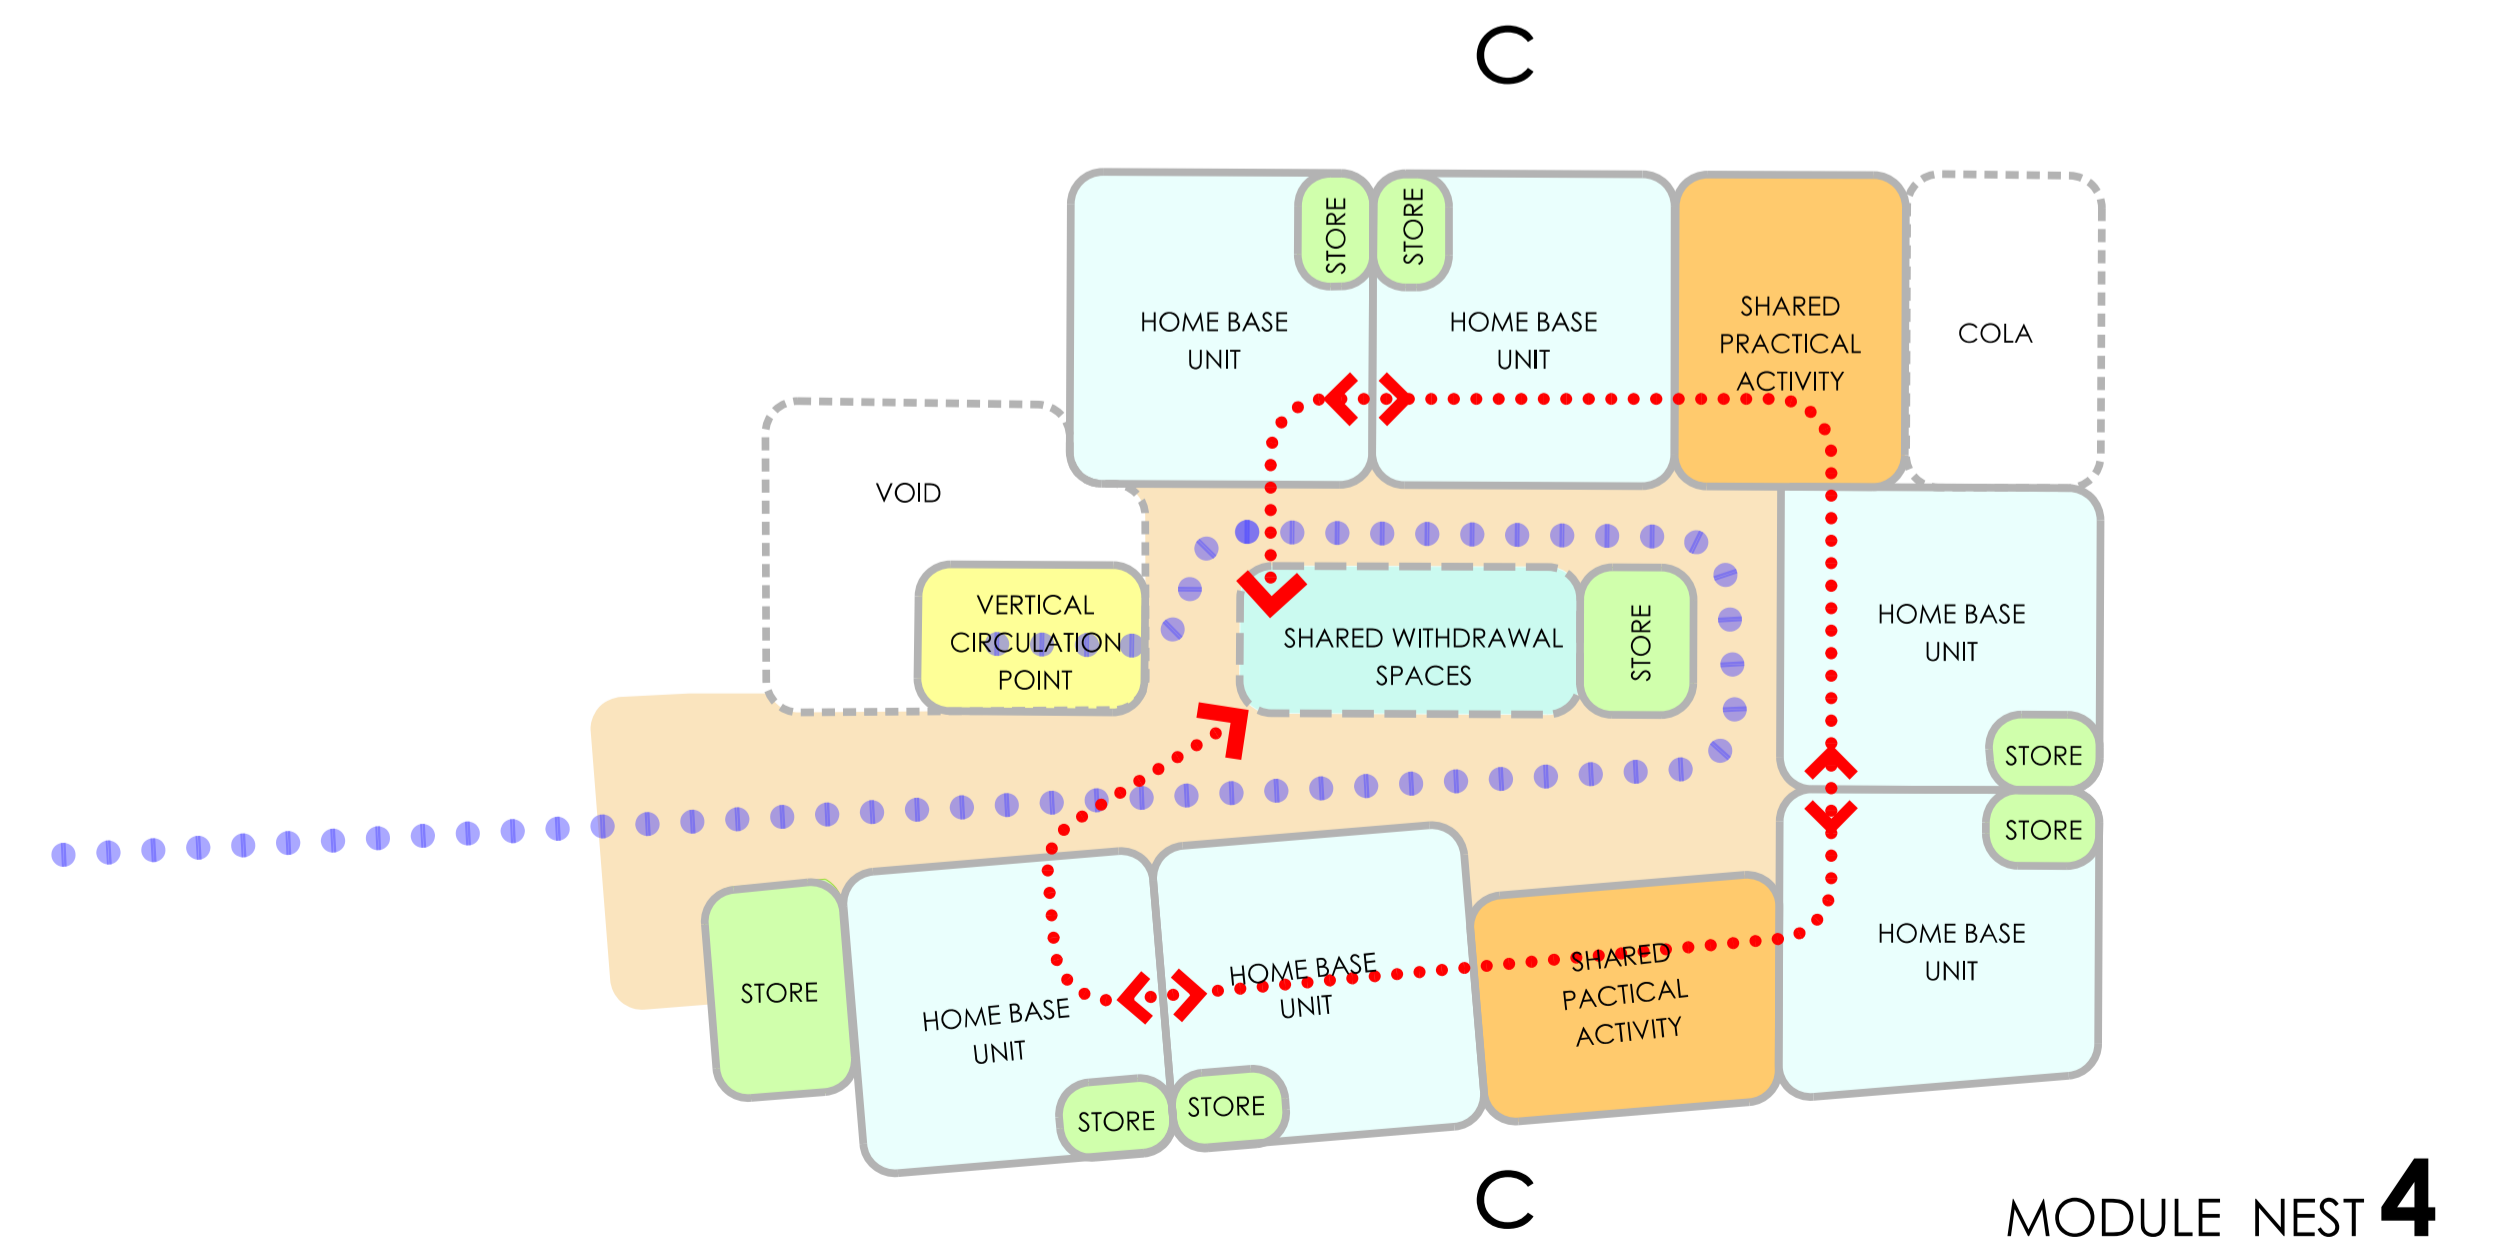 C
STORE
STORE
HOME BASE
UNIT
HOME BASE
UNIT
SHARED
PRACTICAL
ACTIVITY
COLA
VOID
VERTICAL
CIRCULATION
POINT
SHARED WITHDRAWAL
SPACES
STORE
HOME BASE
UNIT
STORE
STORE
HOME BASE
UNIT
STORE
HOME BASE
UNIT
STORE
HOME BASE
UNIT
STORE
SHARED
PACTICAL
ACTIVITY
C
MODULE NEST 4